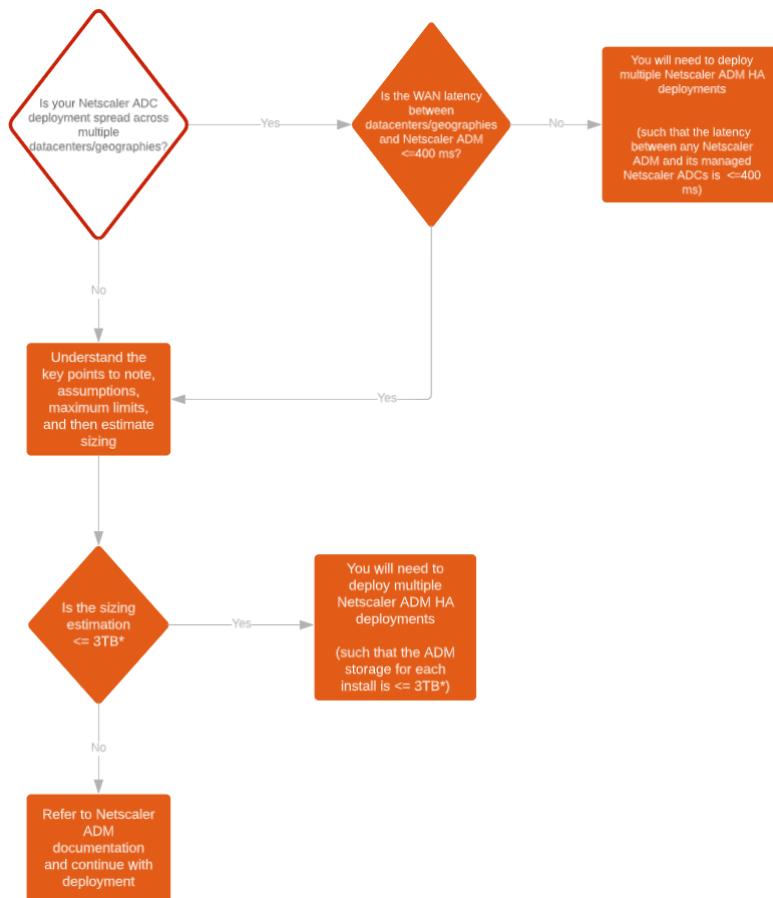 Is your Netscaler ADC
deployment spread across
multiple
datacenters/geographies?
Yes
Is the WAN latency
between
datacenters/geographies
and Netscaler ADM
<=400 ms?
No
You will need to deploy
multiple Netscaler ADM HA
deployments
(such that the latency
between any Netscaler
ADM and its managed
Netscaler ADCs is <=400
ms)
No
Understand the
key points to note,
assumptions,
maximum limits,
and then estimate
sizing
Yes
Is the sizing
estimation
<= 3TB*
Yes
You will need to
deploy multiple
Netscaler ADM HA
deployments
(such that the ADM
storage for each
install is <= 3TB*)
No
Refer to Netscaler
ADM
documentation
and continue with
deployment